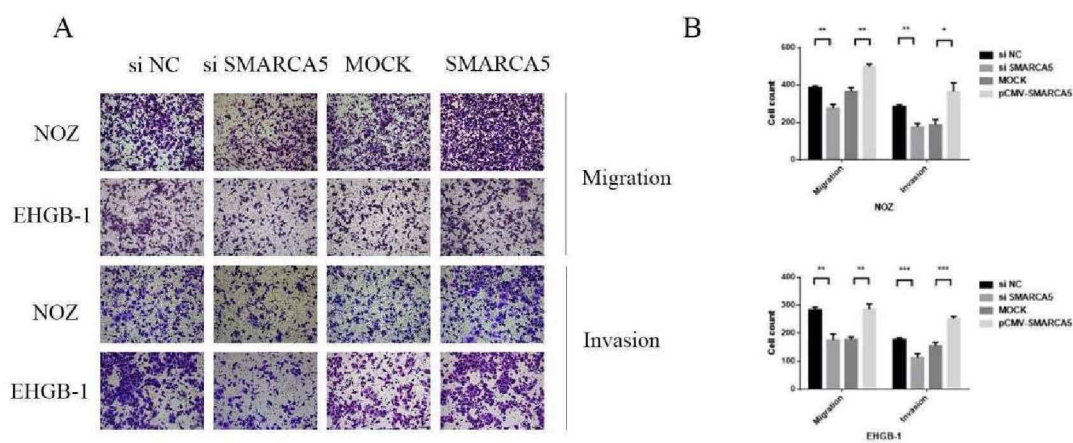 A
si NC si SMARCA5 MOCK SMARCA5
NOZ
EHGB-1
Migration
NOZ
EHGB-1
Invasion
B
** ** ** *
600
400
200
0
Cell count
Migration Invasion
NOZ
si NC
si SMARCA5
MOCK
pCMV-SMARCA5
** ** *** ***
400
300
200
100
0
Cell count
Migration Invasion
EHGB-1
si NC
si SMARCA5
MOCK
pCMV-SMARCA5